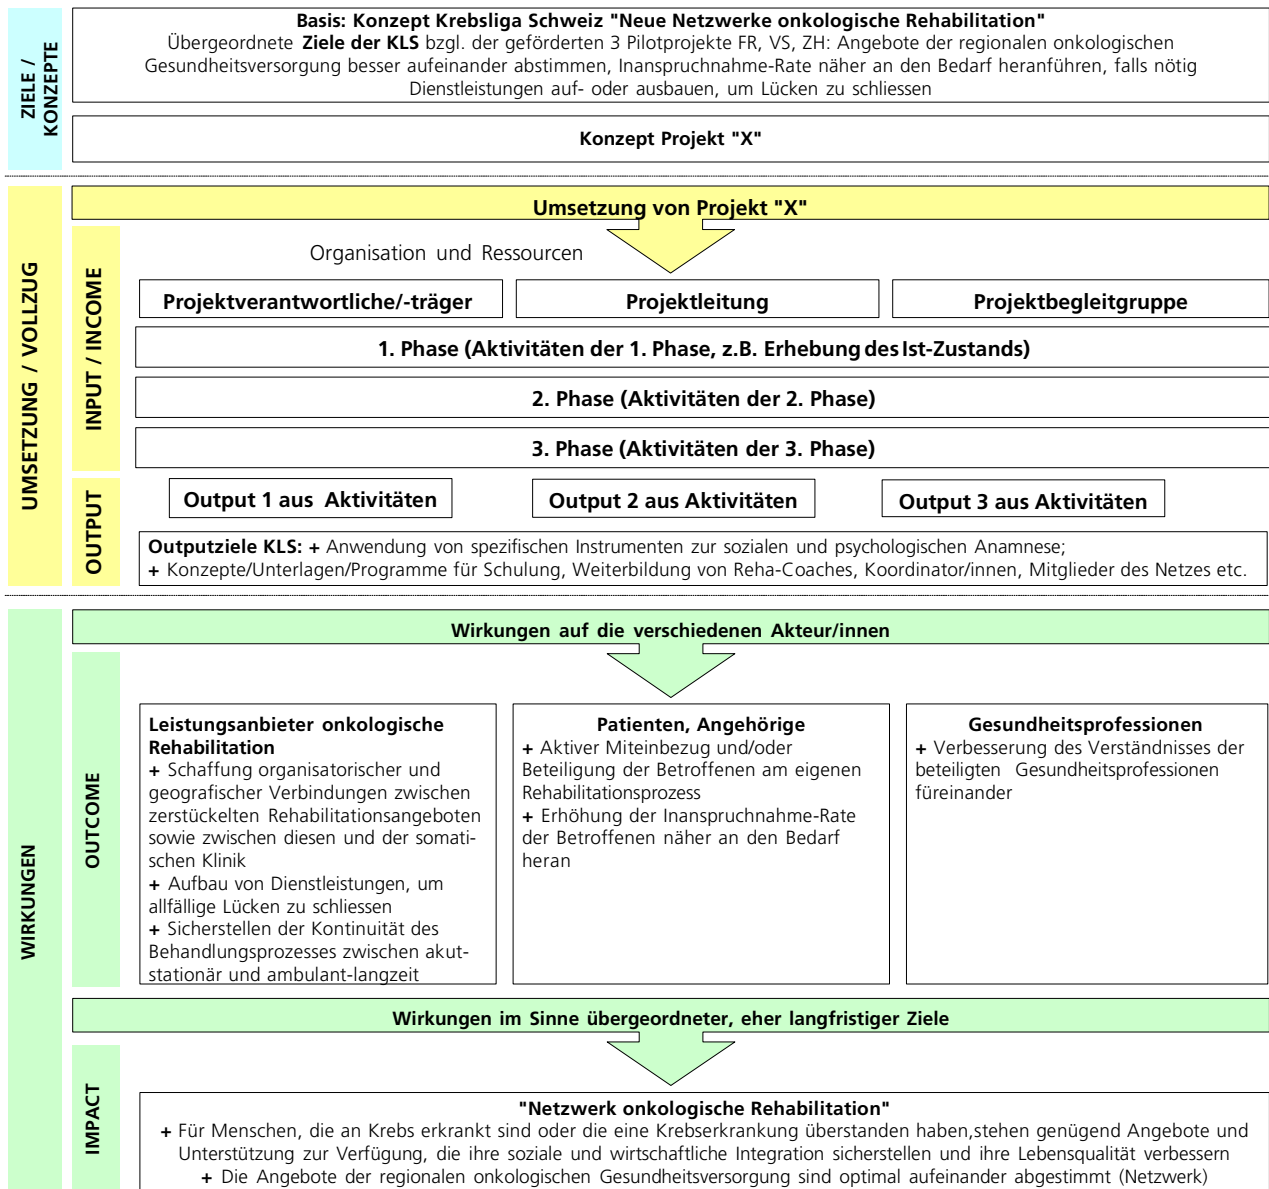 ZIELE /
KONZEPTE
Basis: Konzept Krebsliga Schweiz "Neue Netzwerke onkologische Rehabilitation"
Übergeordnete Ziele der KLS bzgl. der geförderten 3 Pilotprojekte FR, VS, ZH: Angebote der regionalen onkologischen
Gesundheitsversorgung besser aufeinander abstimmen, Inanspruchnahme-Rate näher an den Bedarf heranführen, falls nötig
Dienstleistungen auf- oder ausbauen, um Lücken zu schliessen
Konzept Projekt "X"
UMSETZUNG / VOLLZUG
Umsetzung von Projekt "X"
INPUT / INCOME
Organisation und Ressourcen
Projektverantwortliche/-träger
Projektleitung
Projektbegleitgruppe
1. Phase (Aktivitäten der 1. Phase, z.B. Erhebung des Ist-Zustands)
2. Phase (Aktivitäten der 2. Phase)
3. Phase (Aktivitäten der 3. Phase)
OUTPUT
Output 1 aus Aktivitäten
Output 2 aus Aktivitäten
Output 3 aus Aktivitäten
Outputziele KLS: + Anwendung von spezifischen Instrumenten zur sozialen und psychologischen Anamnese;
+ Konzepte/Unterlagen/Programme für Schulung, Weiterbildung von Reha-Coaches, Koordinator/innen, Mitglieder des Netzes etc.
WIRKUNGEN
Wirkungen auf die verschiedenen Akteur/innen
OUTCOME
Leistungsanbieter onkologische
Rehabilitation
+ Schaffung organisatorischer und
geografischer Verbindungen zwischen
zerstückelten Rehabilitationsangeboten
sowie zwischen diesen und der somati-
schen Klinik
+ Aufbau von Dienstleistungen, um
allfällige Lücken zu schliessen
+ Sicherstellen der Kontinuität des
Behandlungsprozesses zwischen akut-
stationär und ambulant-langzeit
Patienten, Angehörige
+ Aktiver Miteinbezug und/oder
Beteiligung der Betroffenen am eigenen
Rehabilitationsprozess
+ Erhöhung der Inanspruchnahme-Rate
der Betroffenen näher an den Bedarf
heran
Gesundheitsprofessionen
+ Verbesserung des Verständnisses der
beteiligten Gesundheitsprofessionen
füreinander
Wirkungen im Sinne übergeordneter, eher langfristiger Ziele
IMPACT
"Netzwerk onkologische Rehabilitation"
+ Für Menschen, die an Krebs erkrankt sind oder die eine Krebserkrankung überstanden haben,stehen genügend Angebote und
Unterstützung zur Verfügung, die ihre soziale und wirtschaftliche Integration sicherstellen und ihre Lebensqualität verbessern
+ Die Angebote der regionalen onkologischen Gesundheitsversorgung sind optimal aufeinander abgestimmt (Netzwerk)